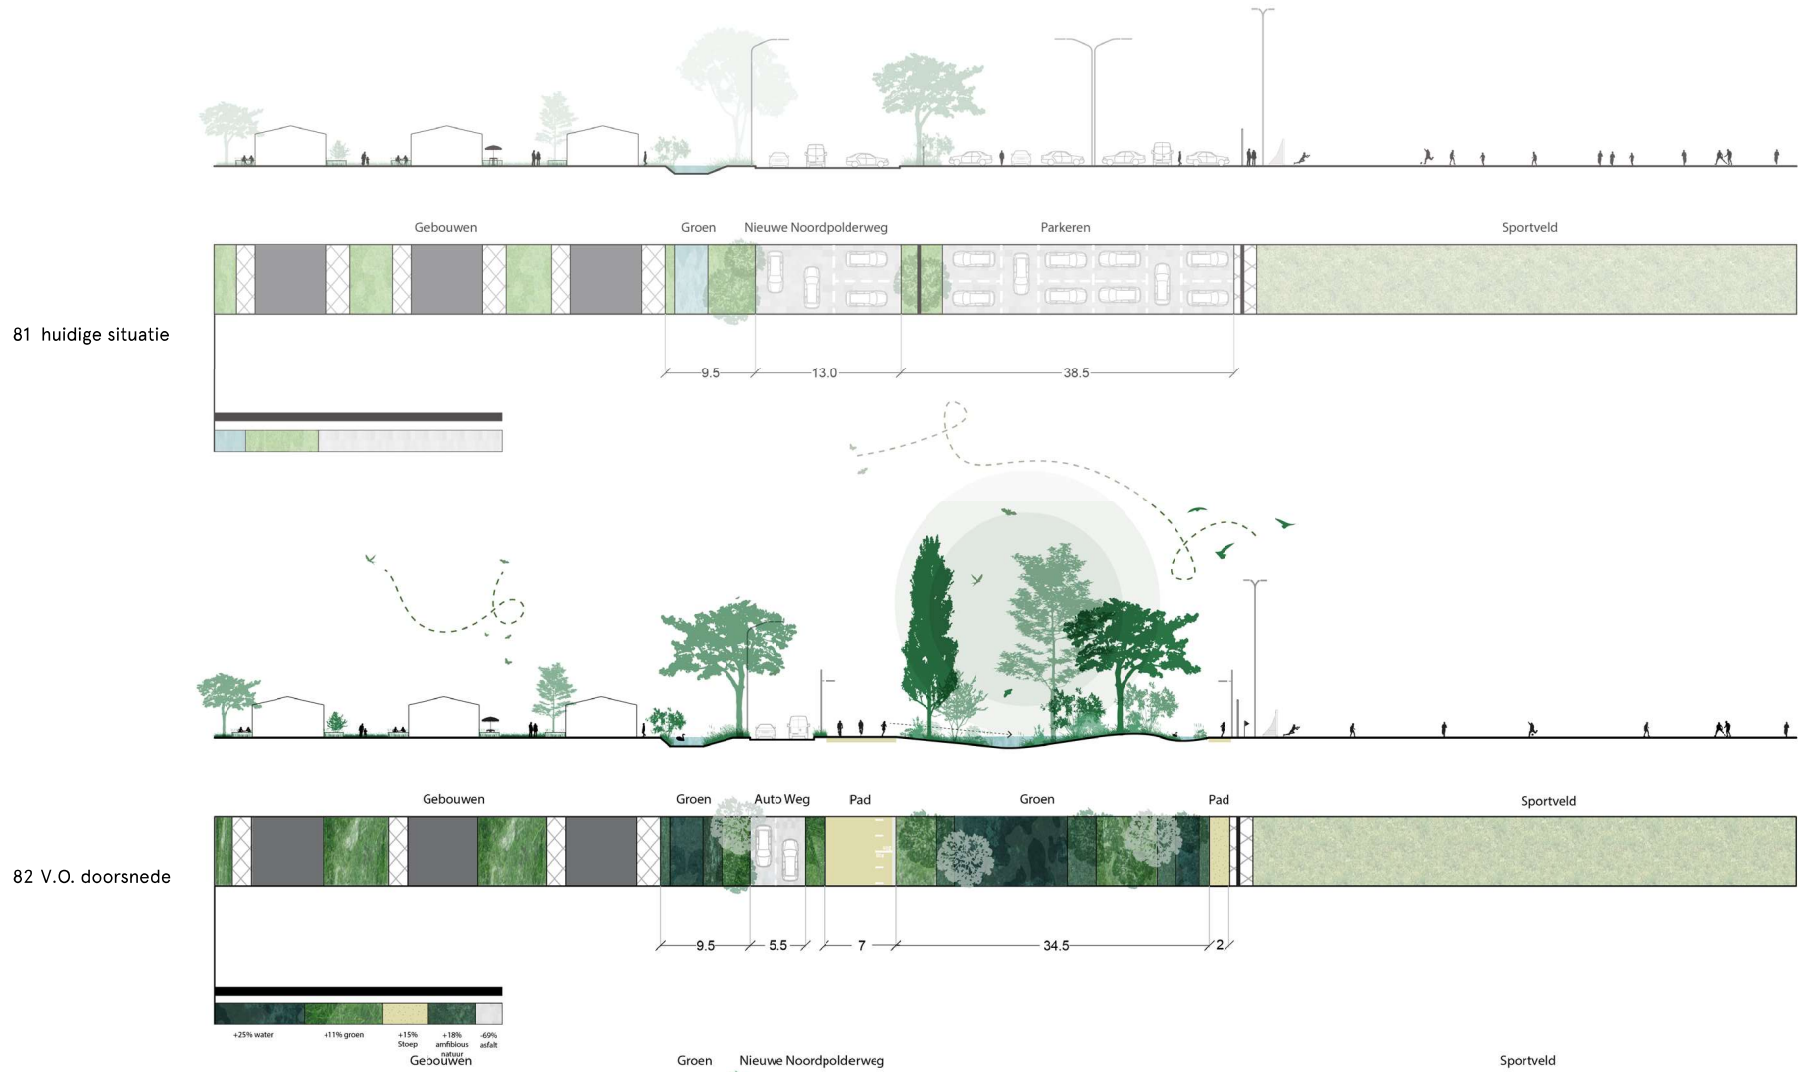 Gebouwen Groen Nieuwe Noordpolderweg Parkeren Sportveld
81 huidige situatie
9.5 13.0 38.5
Gebouwen Groen Auto Weg Pad Groen Pad Sportveld
82 V.O. doorsnede
9.5 5.5 7 34.5 2
+25% water +11% groen +15% +18% -69%
Stoep amfibious asfalt
natuur
Gebouwen Groen Nieuwe Noordpolderweg Sportveld